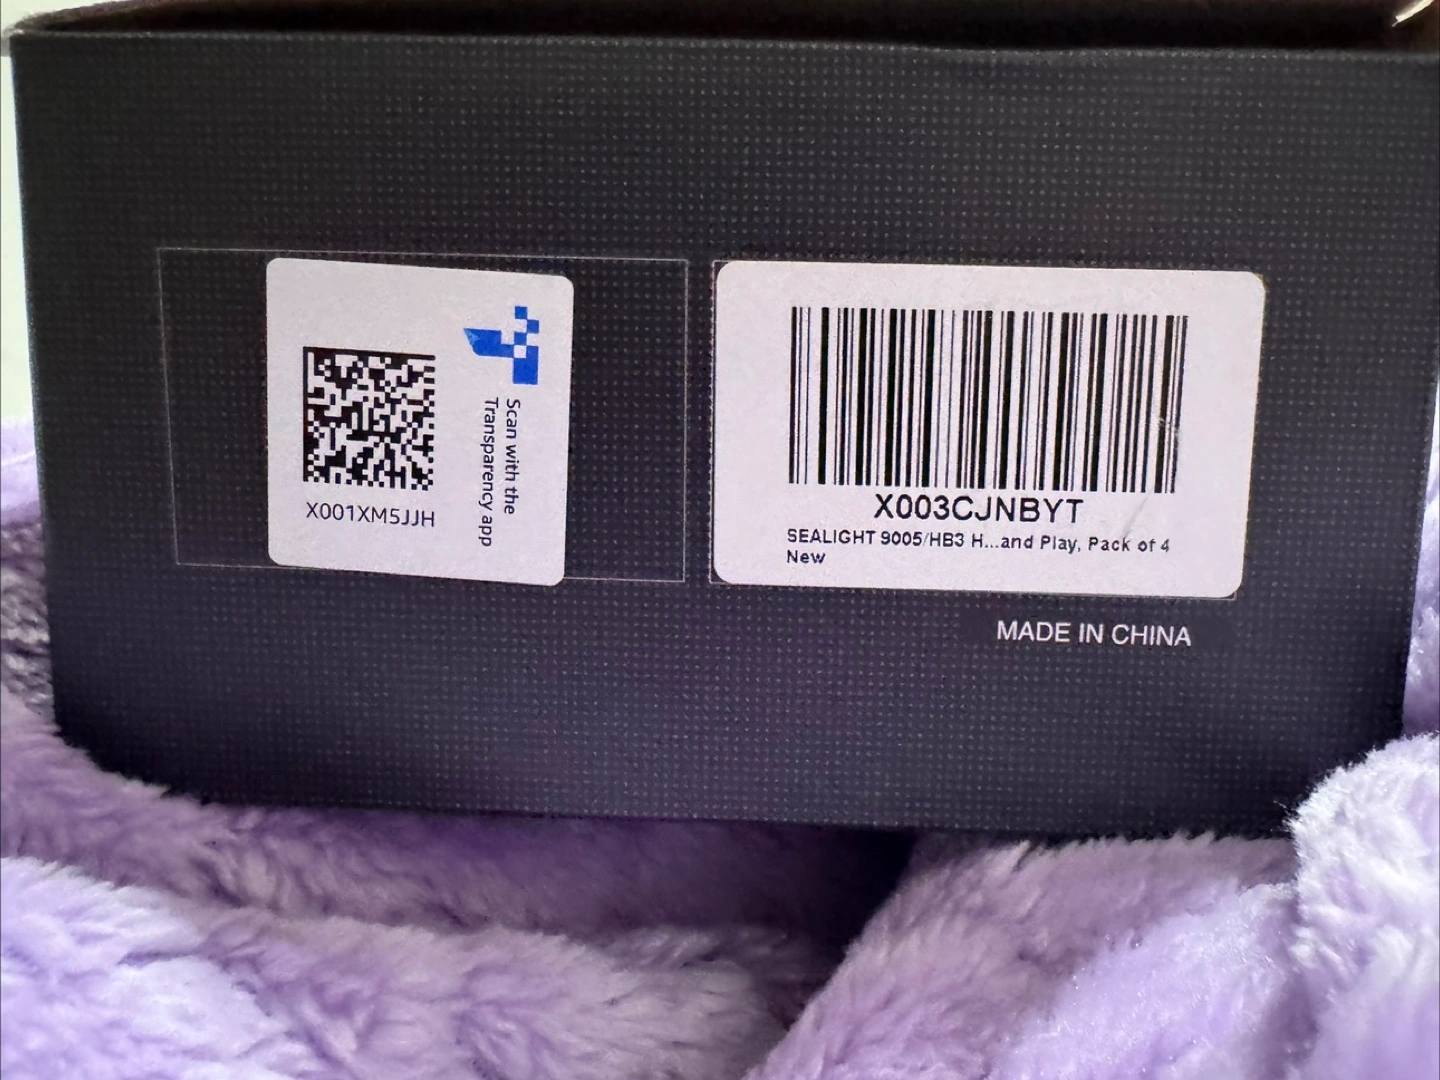 Scan with the
Transparency app
X001XM5JJH
X003CJNBYT
SEALIGHT 9005/HB3 H...and Play, Pack of 4
New
MADE IN CHINA